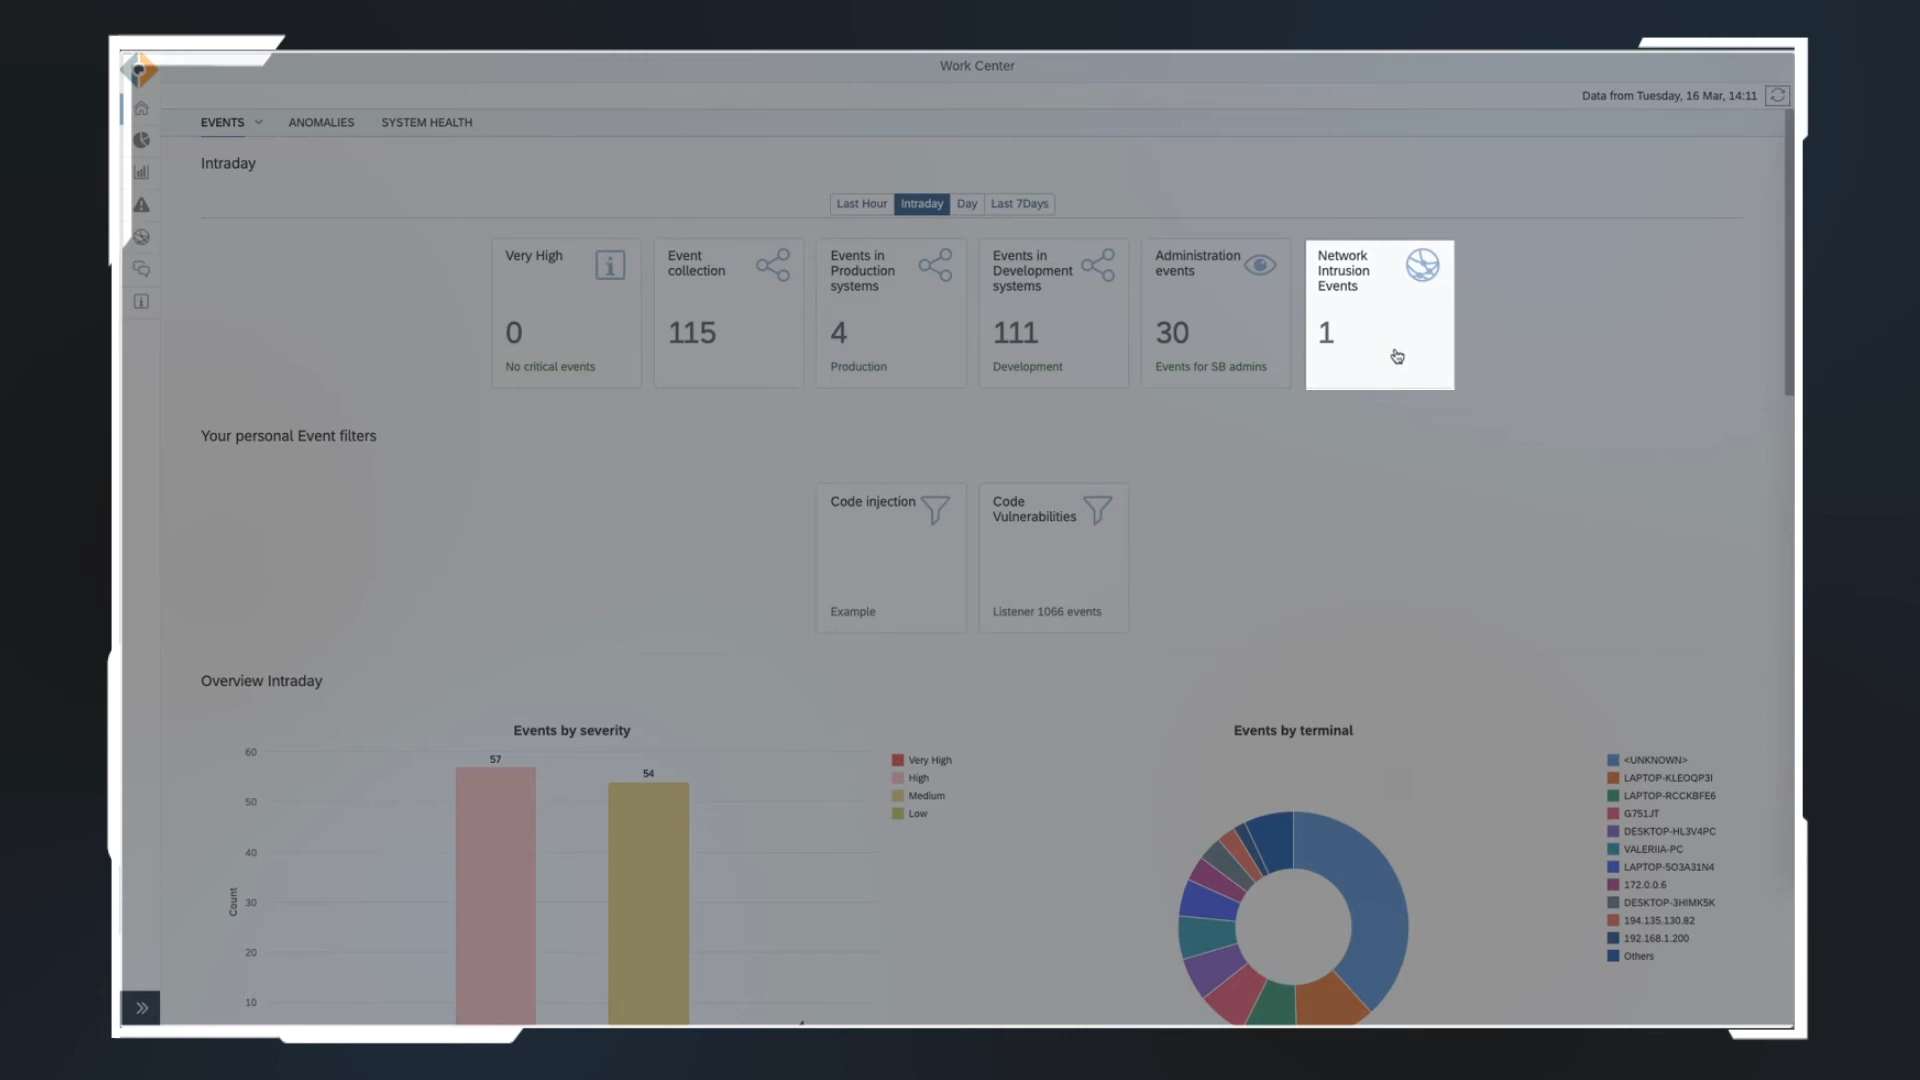 Work Center
Data from Tuesday, 16 Mar, 14:11
EVENTS
ANOMALIES
SYSTEM HEALTH
Intraday
Last Hour
Intraday
Day
Last 7Days
Very High
0
No critical events
Event
collection
115
Events in
Production
systems
4
Production
Events in
Development
systems
111
Development
Administration
events
30
Events for SB admins
Network
Intrusion
Events
1
Your personal Event filters
Code injection
Example
Code
Vulnerabilities
Listener 1066 events
Overview Intraday
Events by severity
60
50
40
30
20
10
Count
57
54
Very High
High
Medium
Low
Events by terminal
<UNKNOWN>
LAPTOP-KLEOQP3I
LAPTOP-RCCKBFE6
G751JT
DESKTOP-HL3V4PC
VALERIIA-PC
LAPTOP-5O3A31N4
172.0.0.6
DESKTOP-3HIMK5K
194.135.130.82
192.168.1.200
Others